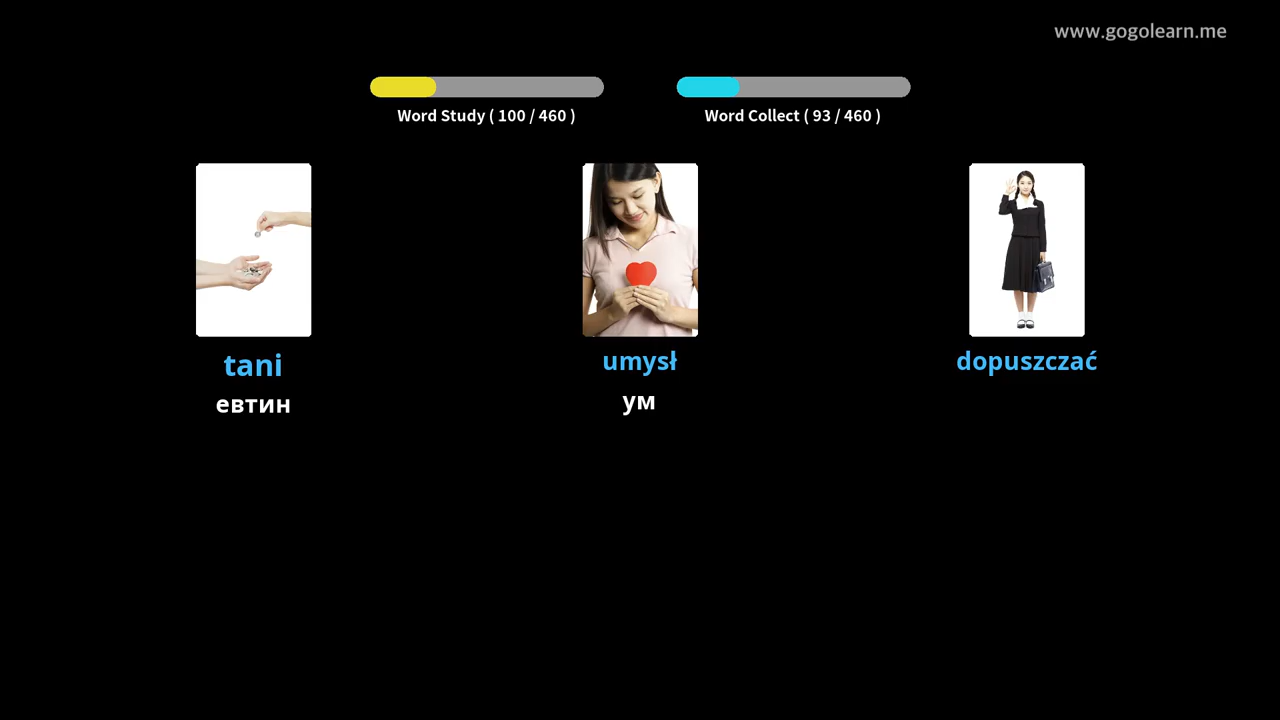 www.gogolearn.me
Word Study ( 100 / 460 )
Word Collect ( 93 / 460 )
tani
umysł
dopuszczać
евтин
ум